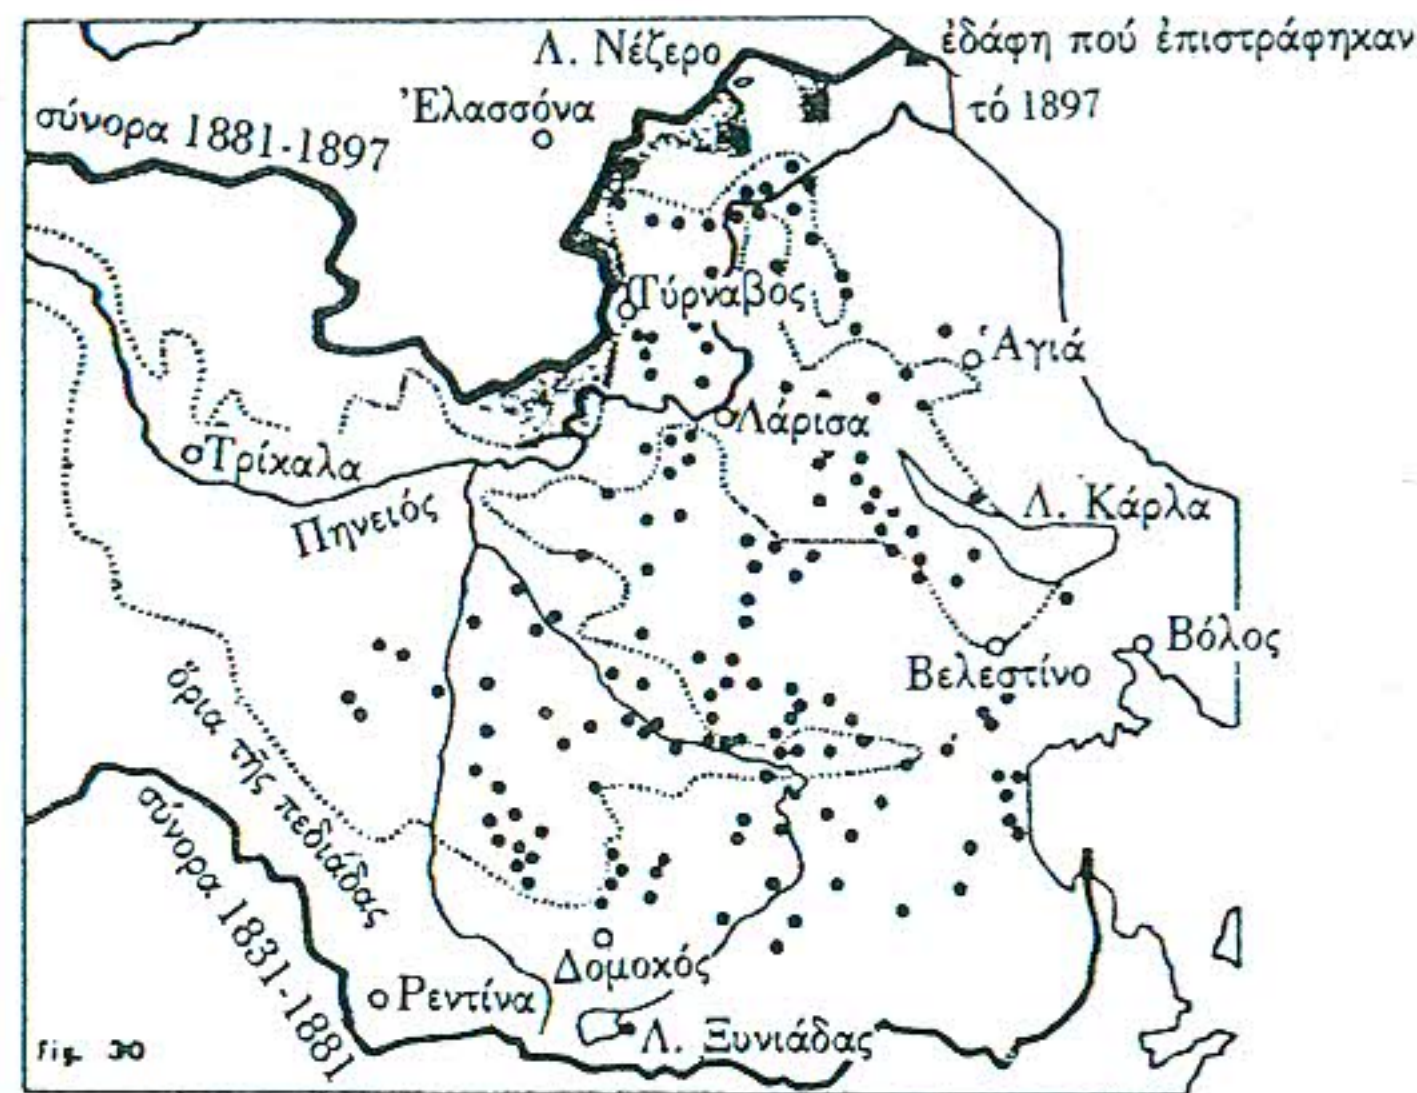 Λ. Νέζερο
ἐδάφη πού ἐπιστράφηκαν
τό 1897
Ἐλασσόνα
σύνορα 1881-1897
Τύρναβος
Ἁγιά
Λάρισα
Τρίκαλα
Πηνειός
Λ. Κάρλα
Βόλος
Βελεστίνο
ὅρια τῆς πεδιάδας
σύνορα 1831-1881
Δομοκός
Ρεντίνα
Λ. Ξυνιάδας
fig. 30